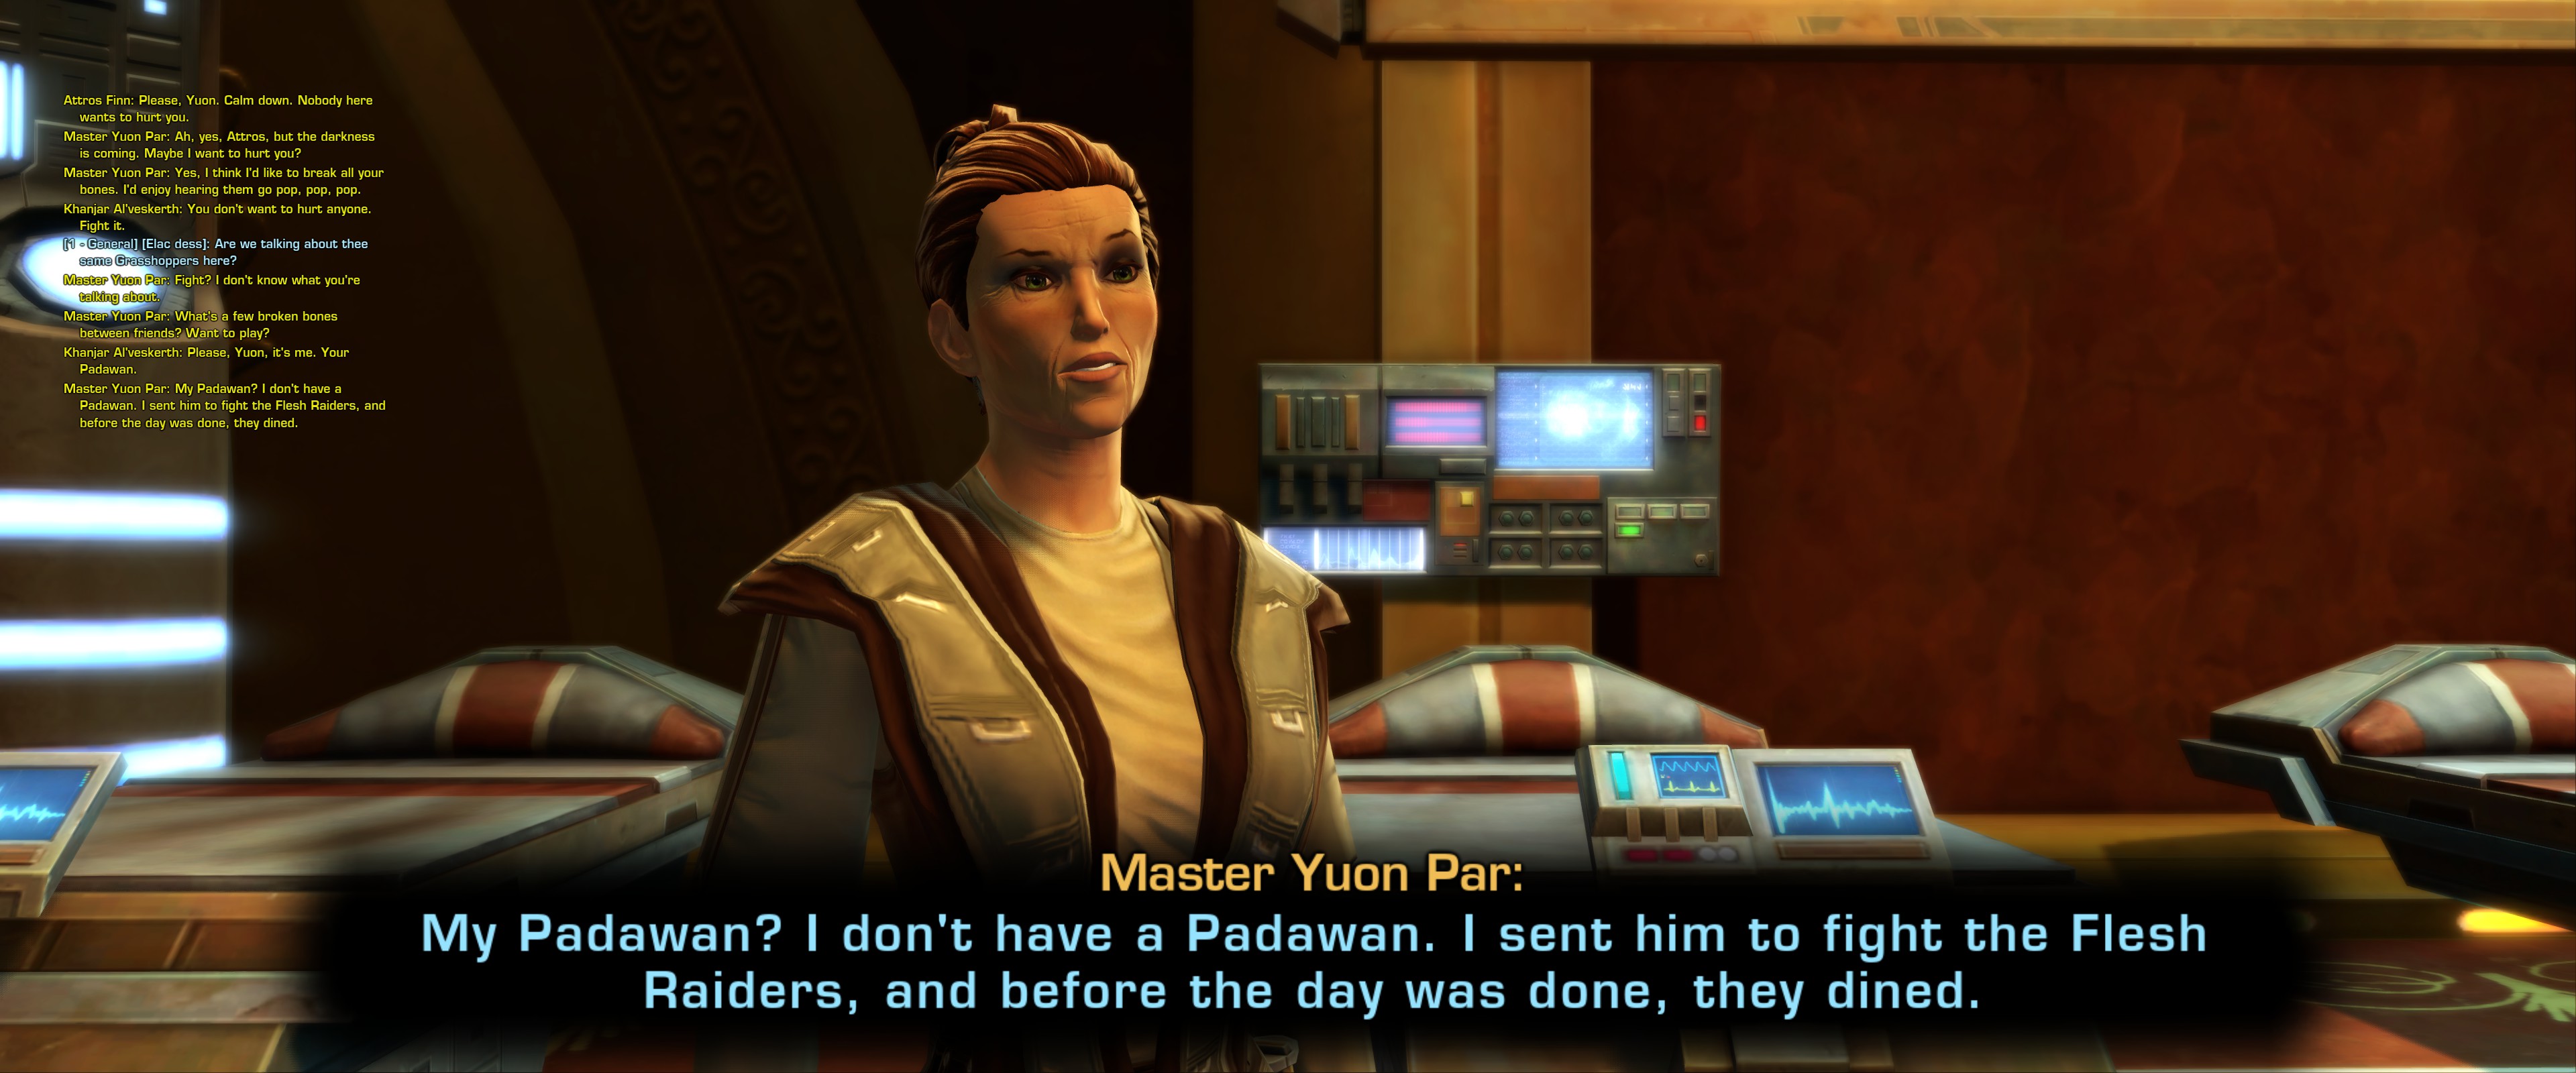 Attros Finn: Please, Yuon. Calm down. Nobody here
wants to hurt you.
Master Yuon Par: Ah, yes, Attros, but the darkness
is coming. Maybe I want to hurt you?
Master Yuon Par: Yes, I think I'd like to break all your
bones. I'd enjoy hearing them go pop, pop, pop.
Khanjar Al'veskerth: You don't want to hurt anyone.
Fight it.
[1 - General] [Elac dess]: Are we talking about thee
same Grasshoppers here?
Master Yuon Par: Fight? I don't know what you're
talking about.
Master Yuon Par: What's a few broken bones
between friends? Want to play?
Khanjar Al'veskerth: Please, Yuon, it's me. Your
Padawan.
Master Yuon Par: My Padawan? I don't have a
Padawan. I sent him to fight the Flesh Raiders, and
before the day was done, they dined.
Master Yuon Par:
My Padawan? I don't have a Padawan. I sent him to fight the Flesh
Raiders, and before the day was done, they dined.